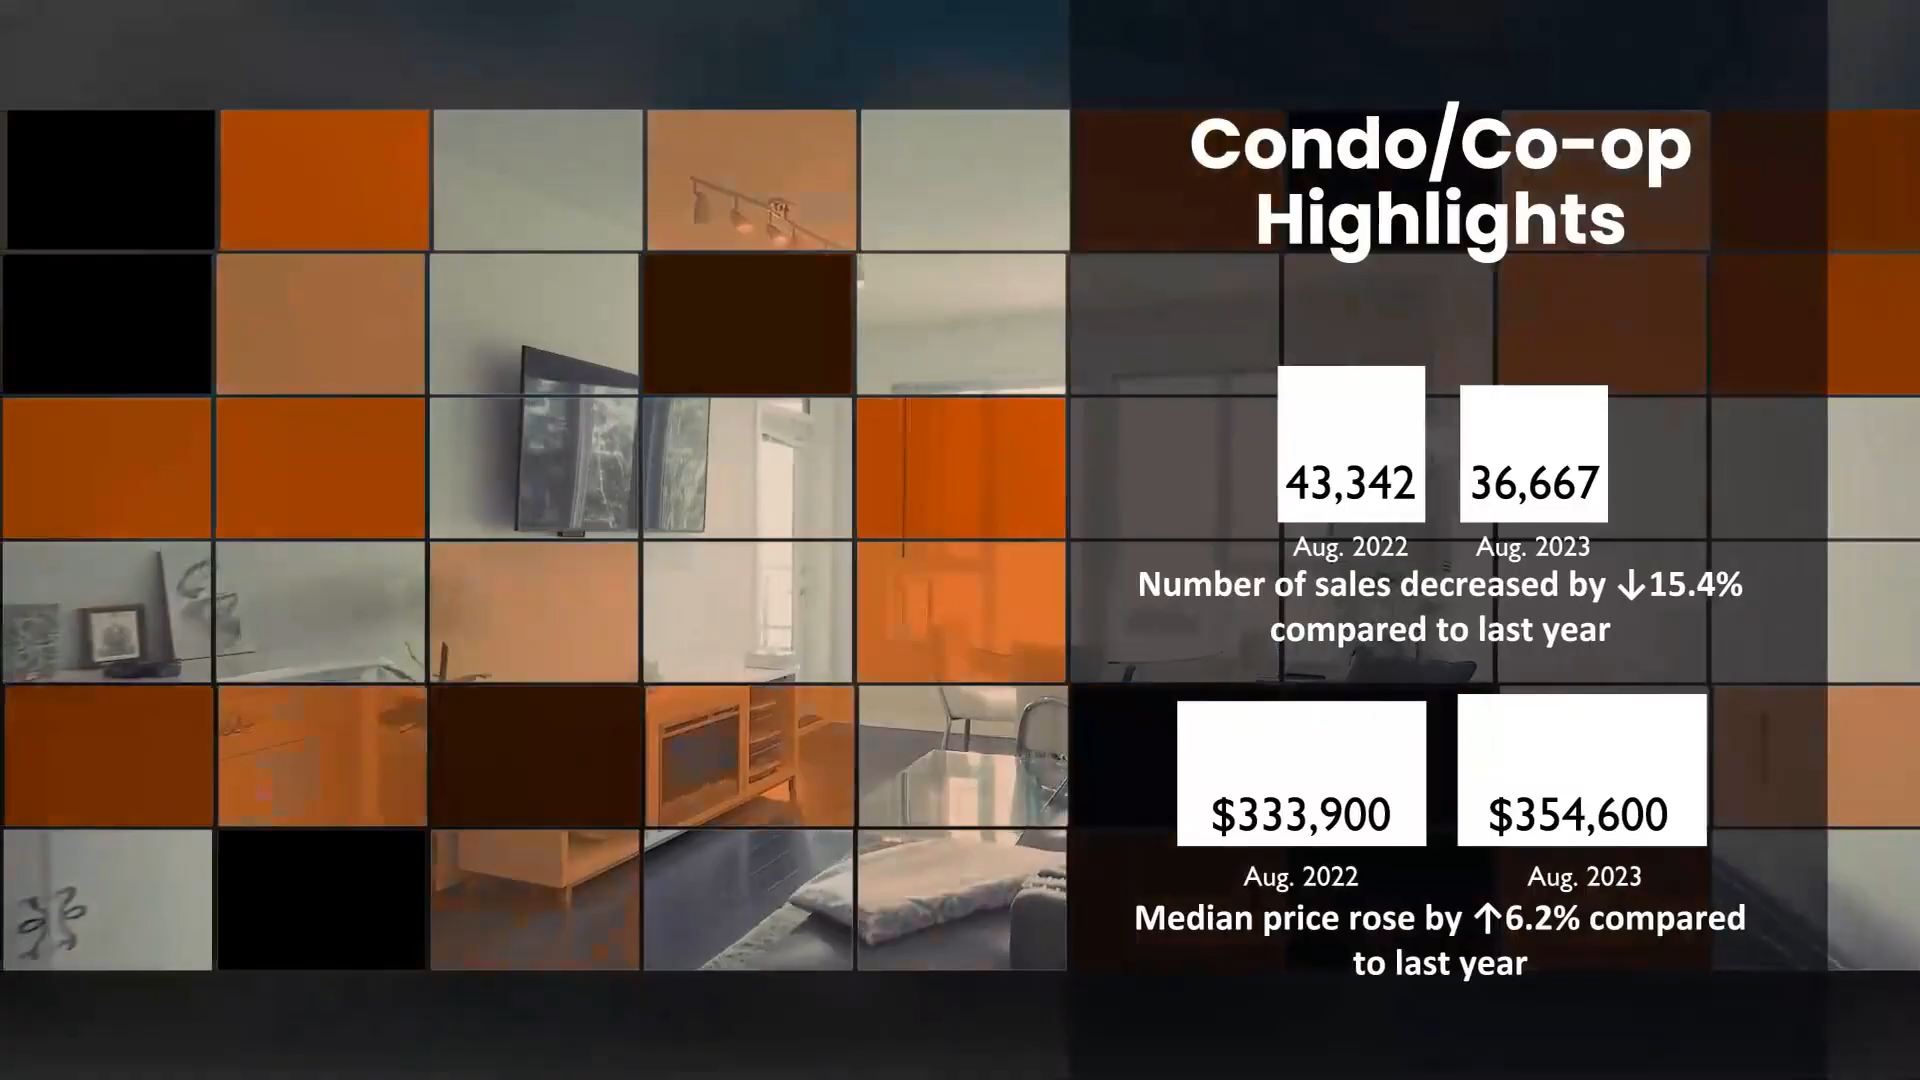 Condo/Co-op
Highlights
43,342 36,667
Aug. 2022 Aug. 2023
Number of sales decreased by ↓15.4%
compared to last year
$333,900 $354,600
Aug. 2022 Aug. 2023
Median price rose by ↑6.2% compared
to last year